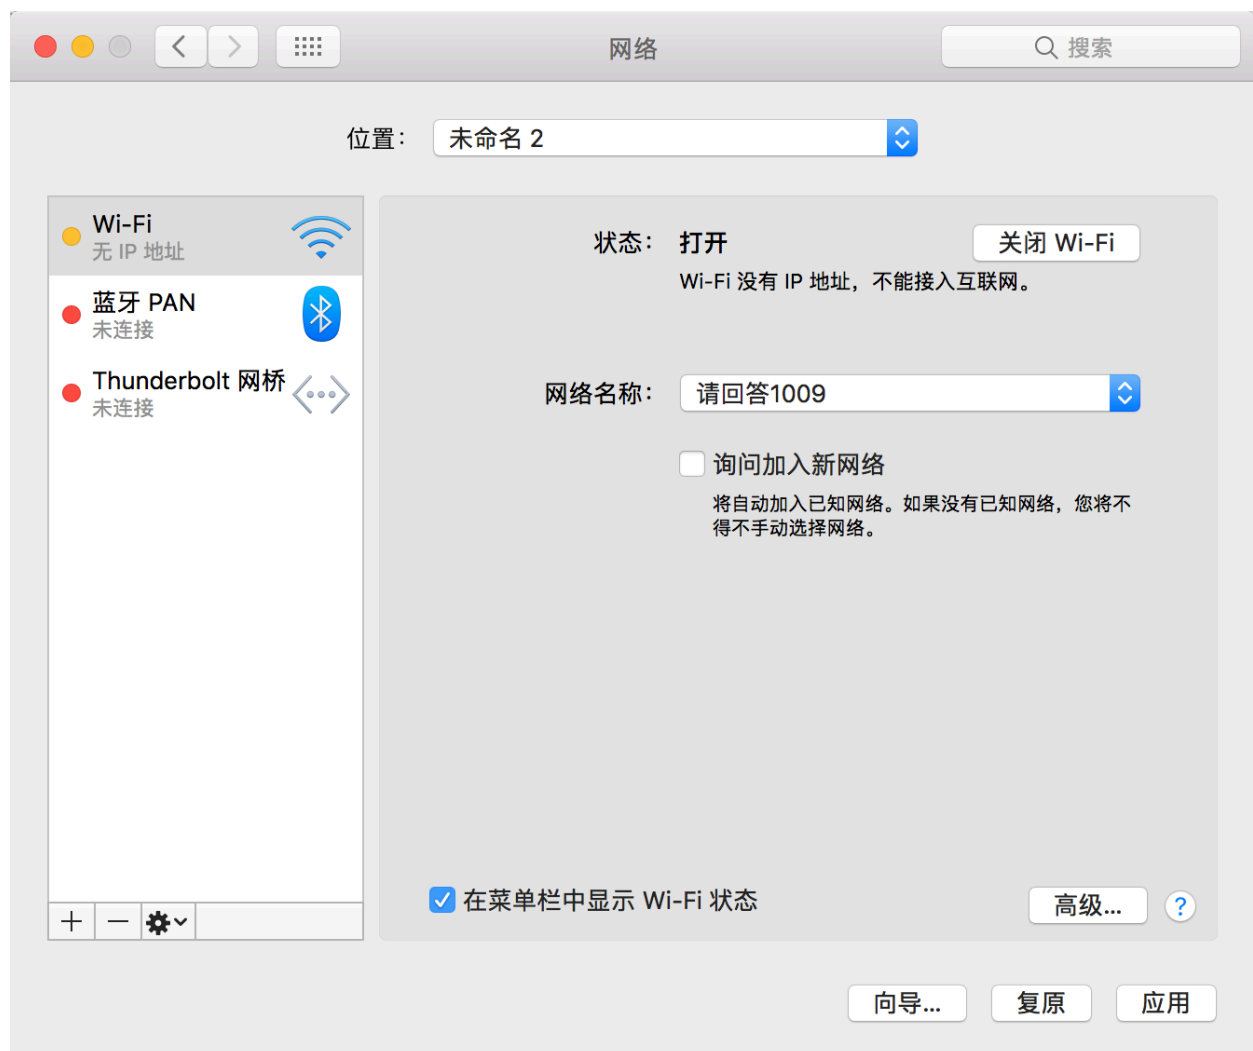 网络
搜索
位置：
未命名 2
Wi-Fi
无 IP 地址
蓝牙 PAN
未连接
Thunderbolt 网桥
未连接
状态：
打开
关闭 Wi-Fi
Wi-Fi 没有 IP 地址，不能接入互联网。
网络名称：
请回答1009
询问加入新网络
将自动加入已知网络。如果没有已知网络，您将不
得不手动选择网络。
在菜单栏中显示 Wi-Fi 状态
高级...
?
向导...
复原
应用